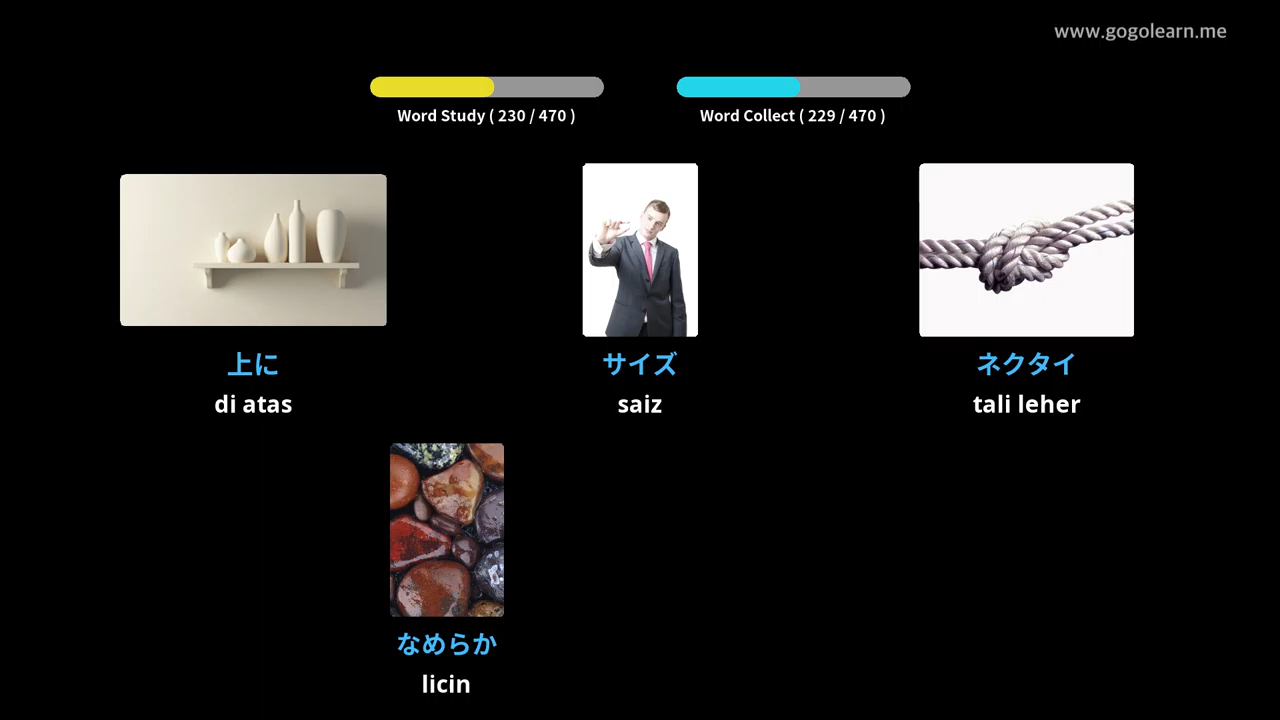 www.gogolearn.me
Word Study ( 230 / 470 )
Word Collect ( 229 / 470 )
上に
di atas
サイズ
saiz
ネクタイ
tali leher
なめらか
licin